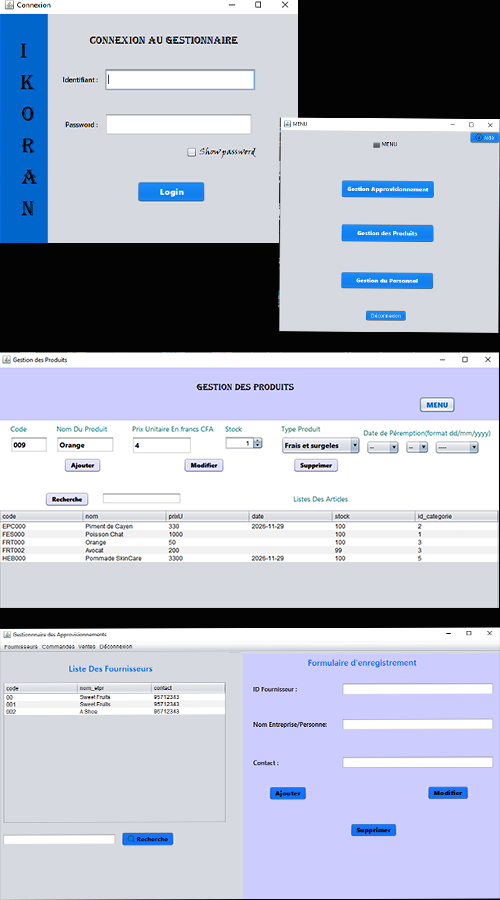 Connexion
IKORAN
CONNEXION AU GESTIONNAIRE
Identifiant :
Password :
Show password
Login
MENU
Aide
MENU
Gestion Approvisionnement
Gestion des Produits
Gestion du Personnel
Déconnexion
Gestion des Produits
GESTION DES PRODUITS
MENU
Code Nom Du Produit Prix Unitaire En francs CFA Stock Type Produit Date de Péremption(format dd/mm/yyyy)
009 Orange 4 1 Frais et surgeles -- -- ----
Ajouter Modifier Supprimer
Recherche Listes Des Articles
code nom prixU date stock id_categorie
EPC000 Piment de Cayen 330 2026-11-29 100 2
FES000 Poisson Chat 1000 100 1
FRT000 Orange 50 100 3
FRT002 Avocat 200 99 3
HEB000 Pommade SkinCare 3300 2026-11-29 100 5
Gestionnaire des Approvisionnements
Fournisseurs Commandes Ventes Déconnexion
Liste Des Fournisseurs
code nom_etpr contact
00 Sweet Fruits 95712343
001 Sweet Fruits 95712343
002 A Shoe 95712343
Recherche
Formulaire d'enregistrement
ID Fournisseur :
Nom Entreprise/Personne:
Contact :
Ajouter Modifier
Supprimer